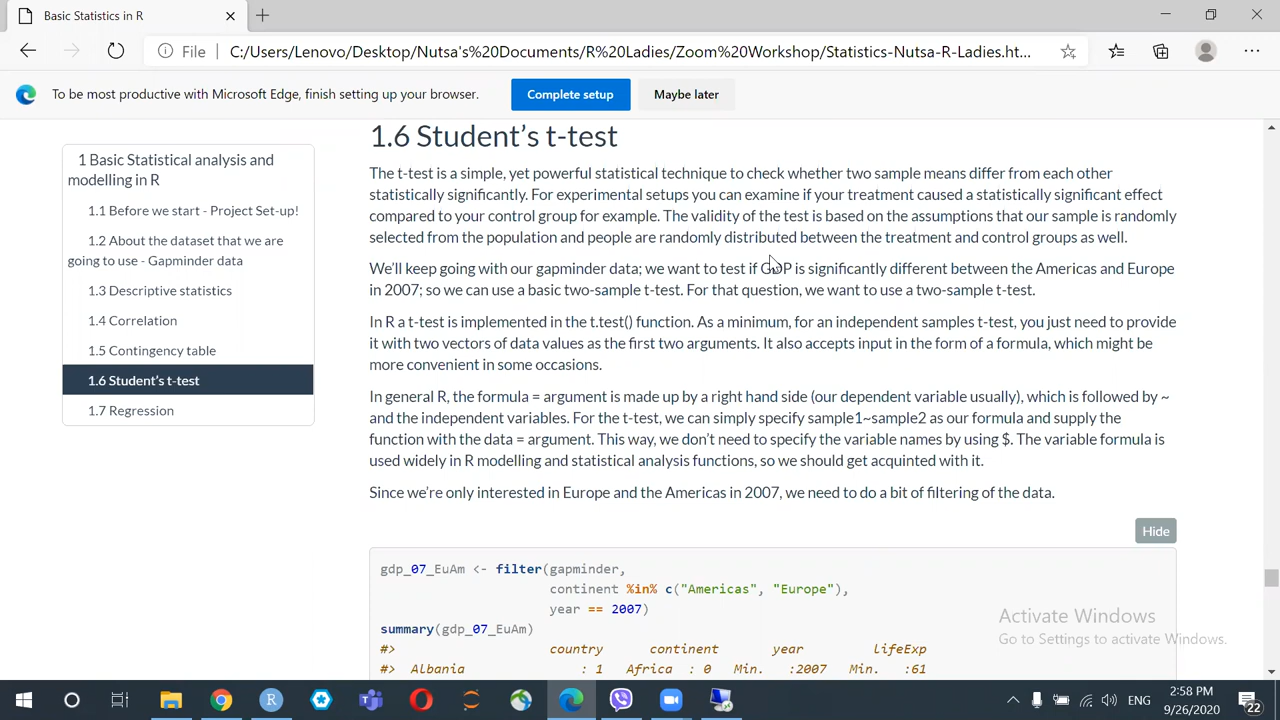 Basic Statistics in R
File
C:/Users/Lenovo/Desktop/Nutsa's%20Documents/R%20Ladies/Zoom%20Workshop/Statistics-Nutsa-R-Ladies.ht...
To be most productive with Microsoft Edge, finish setting up your browser.
Complete setup
Maybe later
1 Basic Statistical analysis and
modelling in R
1.1 Before we start - Project Set-up!
1.2 About the dataset that we are
going to use - Gapminder data
1.3 Descriptive statistics
1.4 Correlation
1.5 Contingency table
1.6 Student's t-test
1.7 Regression
1.6 Student's t-test
The t-test is a simple, yet powerful statistical technique to check whether two sample means differ from each other
statistically significantly. For experimental setups you can examine if your treatment caused a statistically significant effect
compared to your control group for example. The validity of the test is based on the assumptions that our sample is randomly
selected from the population and people are randomly distributed between the treatment and control groups as well.
We'll keep going with our gapminder data; we want to test if GDP is significantly different between the Americas and Europe
in 2007; so we can use a basic two-sample t-test. For that question, we want to use a two-sample t-test.
In R a t-test is implemented in the t.test() function. As a minimum, for an independent samples t-test, you just need to provide
it with two vectors of data values as the first two arguments. It also accepts input in the form of a formula, which might be
more convenient in some occasions.
In general R, the formula = argument is made up by a right hand side (our dependent variable usually), which is followed by ~
and the independent variables. For the t-test, we can simply specify sample1~sample2 as our formula and supply the
function with the data = argument. This way, we don't need to specify the variable names by using $. The variable formula is
used widely in R modelling and statistical analysis functions, so we should get acquinted with it.
Since we're only interested in Europe and the Americas in 2007, we need to do a bit of filtering of the data.
Hide
gdp_07_EuAm <- filter(gapminder,
continent %in% c("Americas", "Europe"),
year == 2007)
summary(gdp_07_EuAm)
#> country continent year lifeExp
#> Albania : 1 Africa : 0 Min. :2007 Min. :61
Activate Windows
Go to Settings to activate Windows.
ENG
2:58 PM
9/26/2020
22